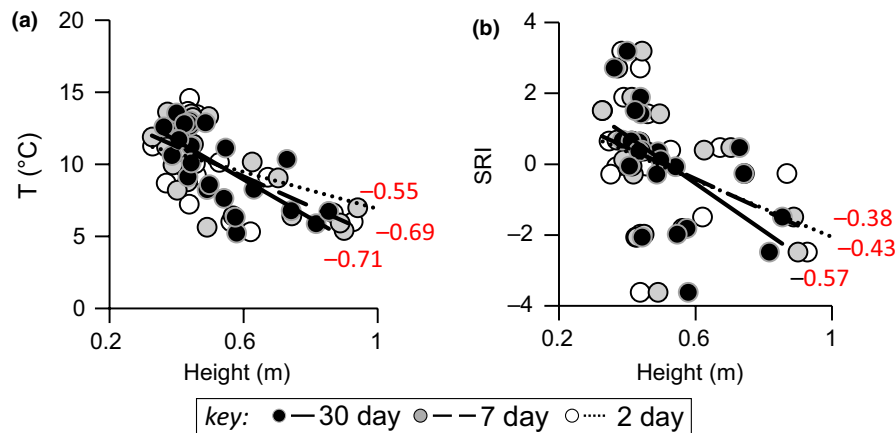 (a)
20
15
10
5
0
T (°C)
−0.55
−0.69
−0.71
0.2 0.6 1
Height (m)
(b)
4
2
0
−2
−4
SRI
−0.38
−0.43
−0.57
0.2 0.6 1
Height (m)
key: 30 day 7 day 2 day